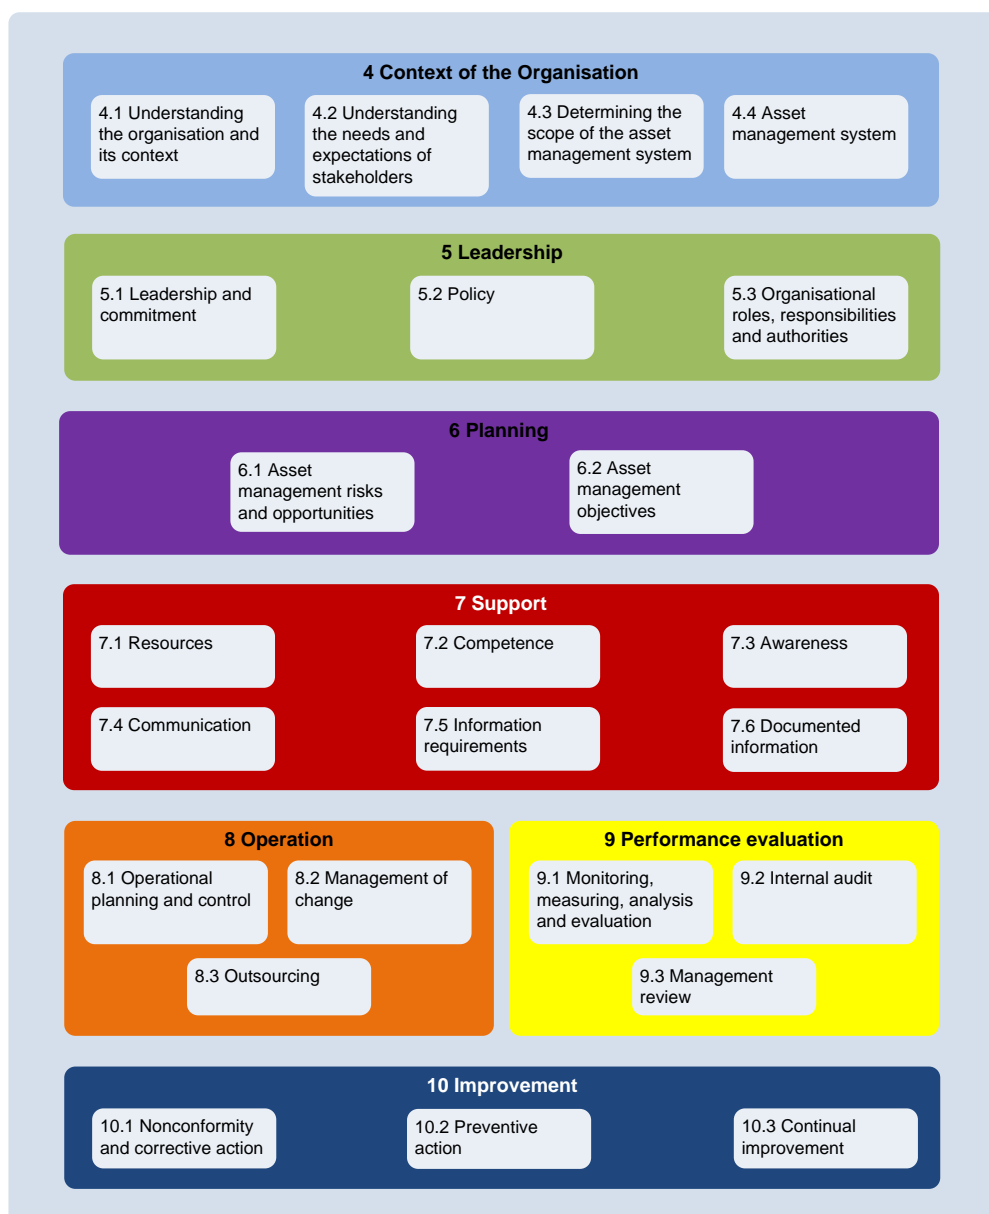 4 Context of the Organisation
4.1 Understanding
the organisation and
its context
4.2 Understanding
the needs and
expectations of
stakeholders
4.3 Determining the
scope of the asset
management system
4.4 Asset
management system
5 Leadership
5.1 Leadership and
commitment
5.2 Policy
5.3 Organisational
roles, responsibilities
and authorities
6 Planning
6.1 Asset
management risks
and opportunities
6.2 Asset
management
objectives
7 Support
7.1 Resources
7.2 Competence
7.3 Awareness
7.4 Communication
7.5 Information
requirements
7.6 Documented
information
8 Operation
8.1 Operational
planning and control
8.2 Management of
change
8.3 Outsourcing
9 Performance evaluation
9.1 Monitoring,
measuring, analysis
and evaluation
9.2 Internal audit
9.3 Management
review
10 Improvement
10.1 Nonconformity
and corrective action
10.2 Preventive
action
10.3 Continual
improvement